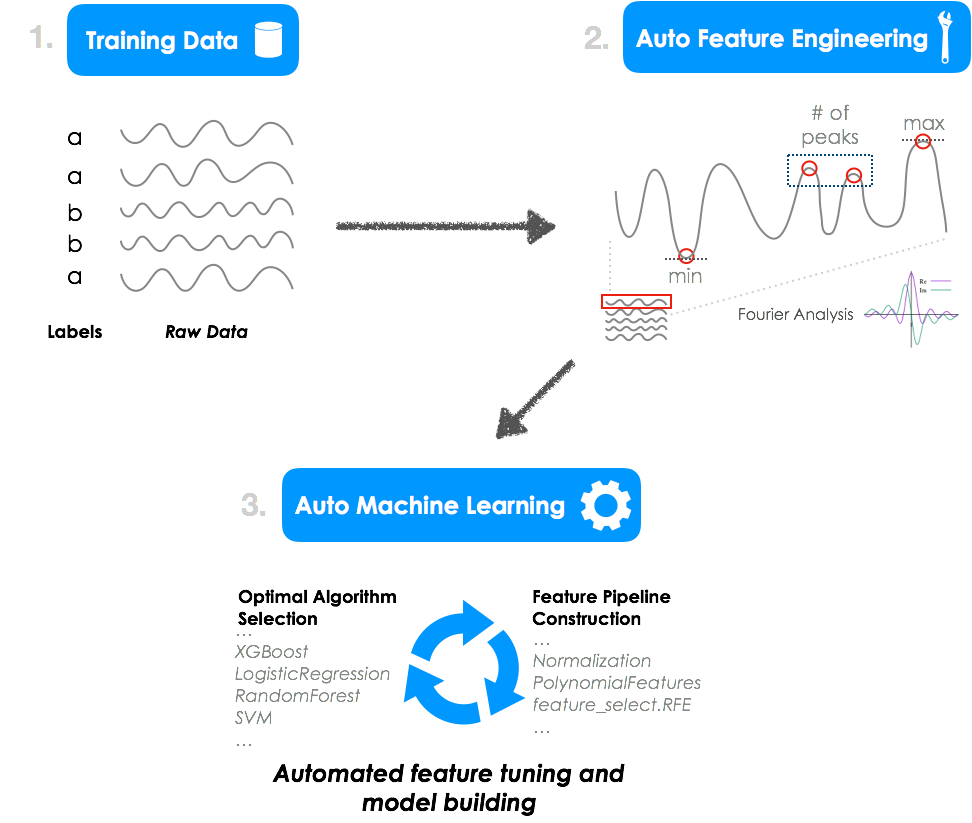 1.
Training Data
a
a
b
b
a
Labels
Raw Data
2.
Auto Feature Engineering
# of
peaks
max
min
Fourier Analysis
Re
Im
3.
Auto Machine Learning
Optimal Algorithm
Selection
...
XGBoost
LogisticRegression
RandomForest
SVM
...
Feature Pipeline
Construction
...
Normalization
PolynomialFeatures
feature_select.RFE
...
Automated feature tuning and
model building